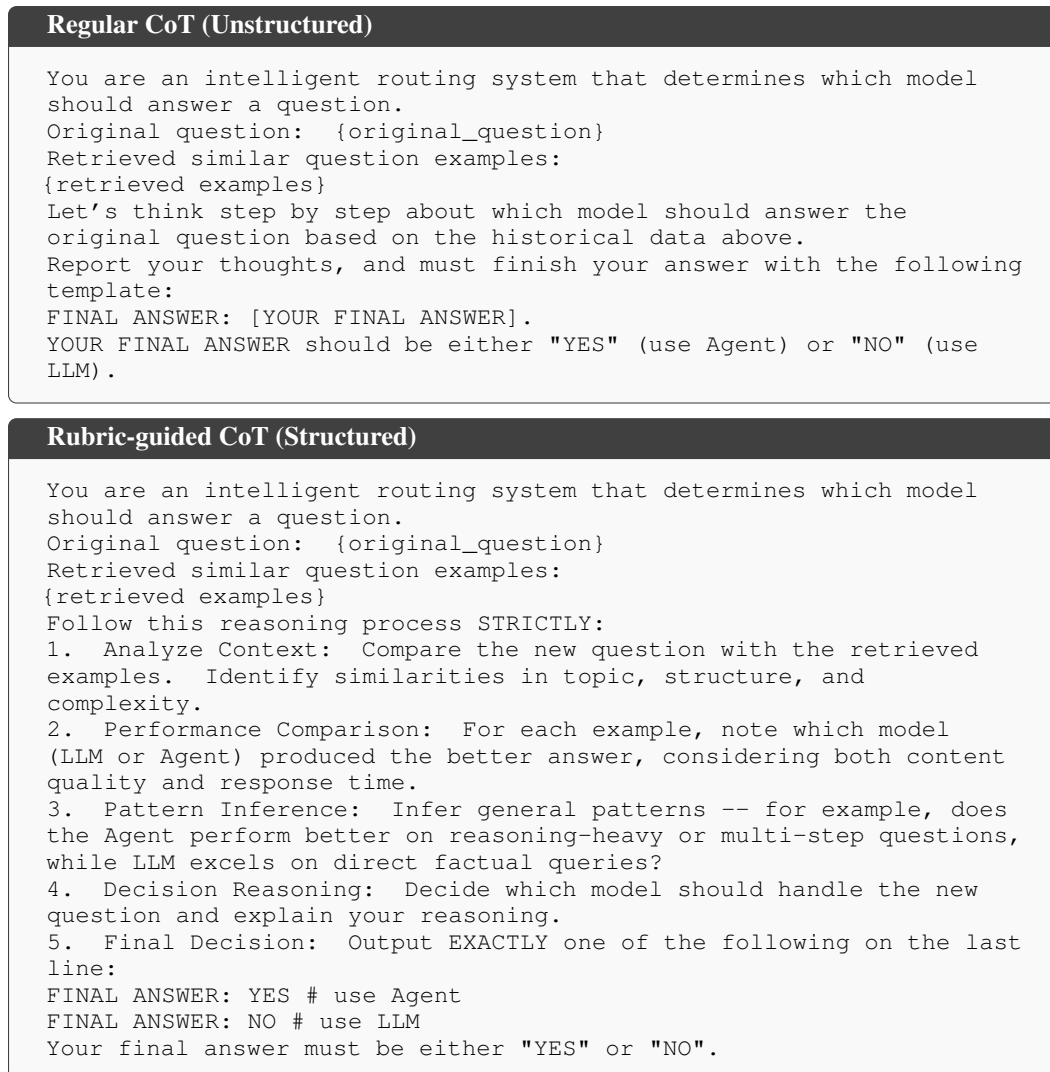 Regular CoT (Unstructured)
You are an intelligent routing system that determines which model
should answer a question.
Original question: {original_question}
Retrieved similar question examples:
{retrieved examples}
Let's think step by step about which model should answer the
original question based on the historical data above.
Report your thoughts, and must finish your answer with the following
template:
FINAL ANSWER: [YOUR FINAL ANSWER].
YOUR FINAL ANSWER should be either "YES" (use Agent) or "NO" (use
LLM).
Rubric-guided CoT (Structured)
You are an intelligent routing system that determines which model
should answer a question.
Original question: {original_question}
Retrieved similar question examples:
{retrieved examples}
Follow this reasoning process STRICTLY:
1. Analyze Context: Compare the new question with the retrieved
examples. Identify similarities in topic, structure, and
complexity.
2. Performance Comparison: For each example, note which model
(LLM or Agent) produced the better answer, considering both content
quality and response time.
3. Pattern Inference: Infer general patterns -- for example, does
the Agent perform better on reasoning-heavy or multi-step questions,
while LLM excels on direct factual queries?
4. Decision Reasoning: Decide which model should handle the new
question and explain your reasoning.
5. Final Decision: Output EXACTLY one of the following on the last
line:
FINAL ANSWER: YES # use Agent
FINAL ANSWER: NO # use LLM
Your final answer must be either "YES" or "NO".